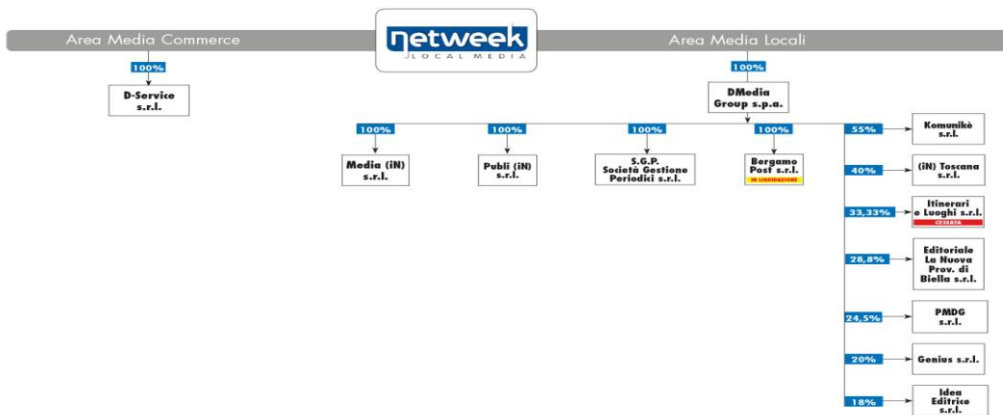 Area Media Commerce
netweek
LOCAL MEDIA
Area Media Locali
100%
D-Service
s.r.l.
100%
DMedia
Group s.p.a.
100%
Media (iN)
s.r.l.
100%
Publi (iN)
s.r.l.
100%
S.G.P.
Società Gestione
Periodici s.r.l.
100%
Bergamo
Post s.r.l.
IN LIQUIDAZIONE
55%
Komunikè
s.r.l.
40%
(iN) Toscana
s.r.l.
33,33%
Itinerari
e Luoghi s.r.l.
CESSATA
28,8%
Editoriale
La Nuova
Prov. di
Biella s.r.l.
24,5%
PMDG
s.r.l.
20%
Genius s.r.l.
18%
Idea
Editrice
s.r.l.